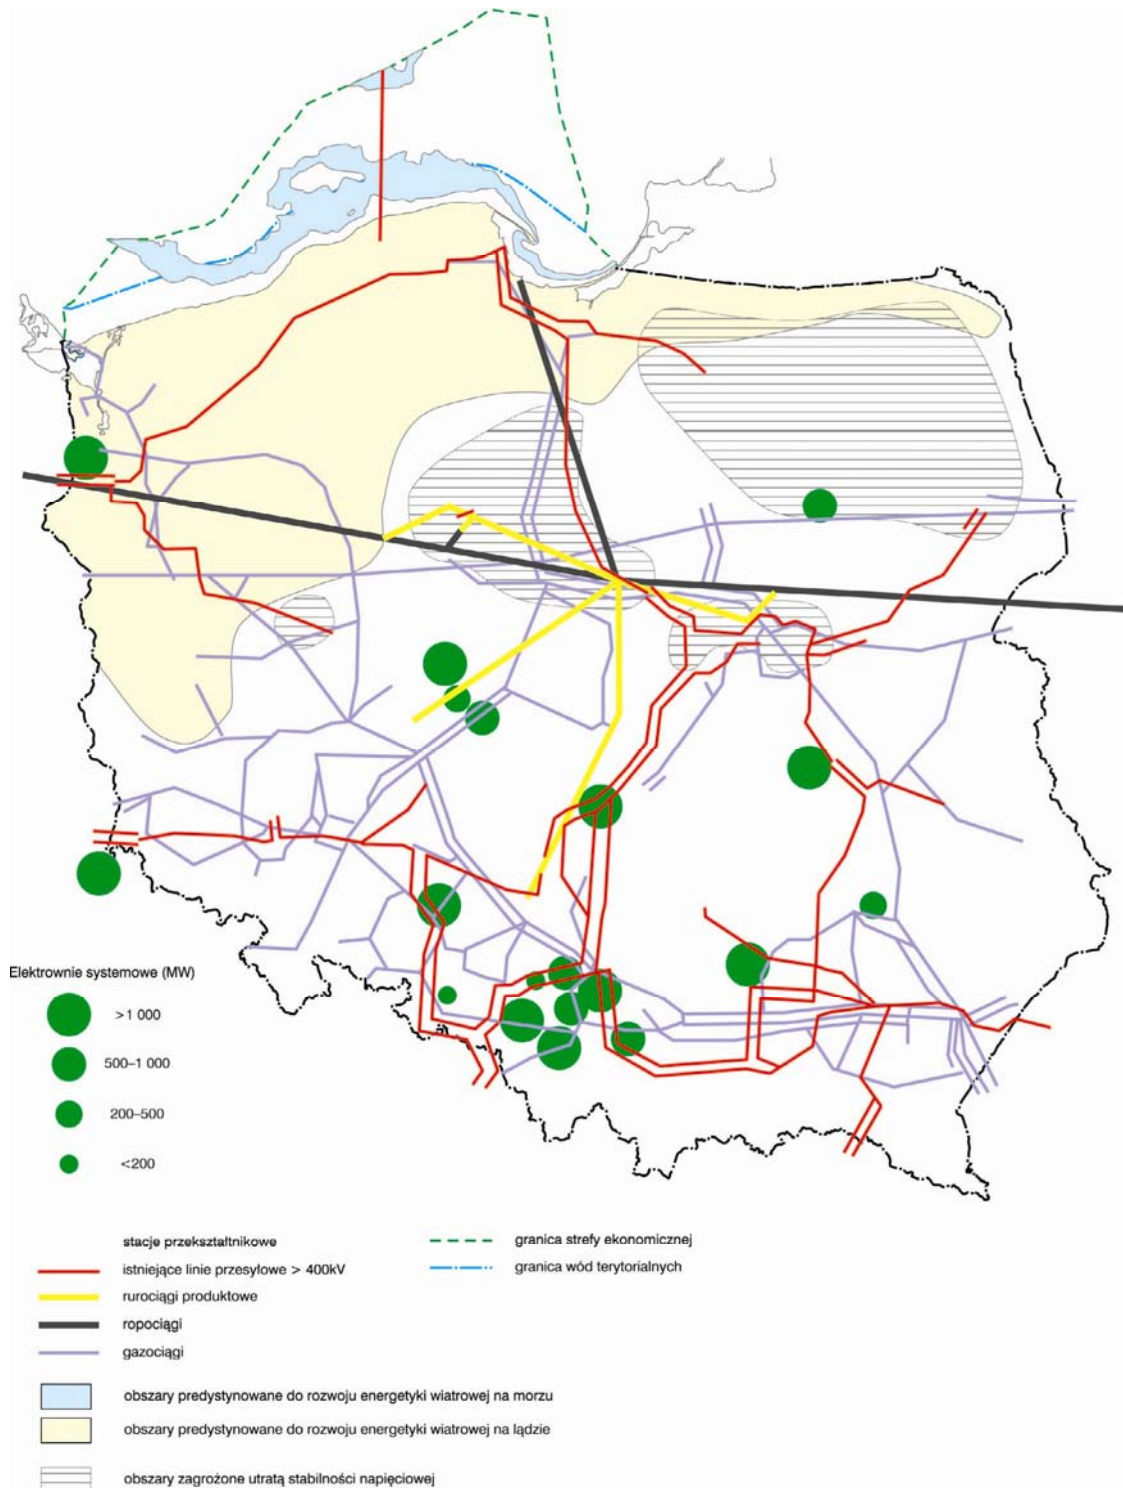 Elektrownie systemowe (MW)
>1 000
500–1 000
200–500
<200
stacje przekształtnikowe
istniejące linie przesyłowe > 400kV
rurociągi produktowe
ropociągi
gazociągi
granica strefy ekonomicznej
granica wód terytorialnych
obszary predystynowane do rozwoju energetyki wiatrowej na morzu
obszary predystynowane do rozwoju energetyki wiatrowej na lądzie
obszary zagrożone utratą stabilności napięciowej